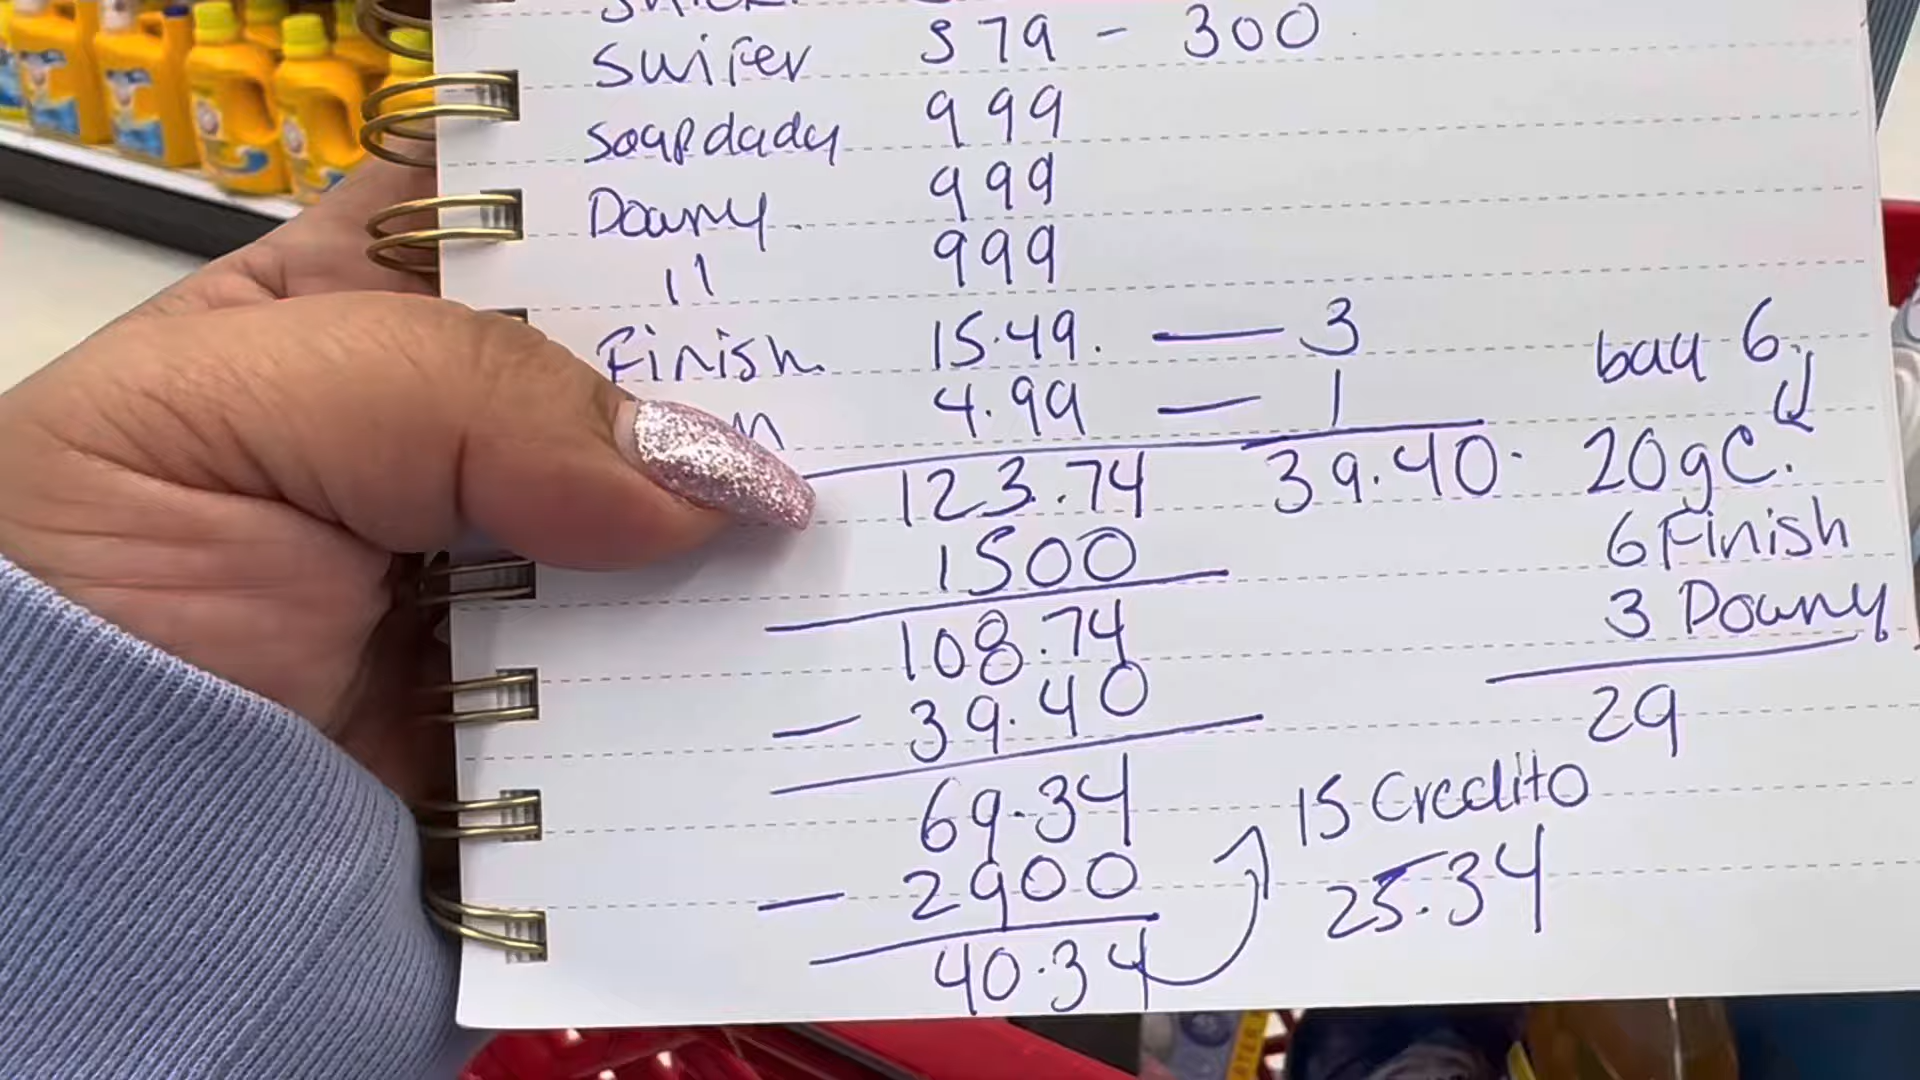 Swifer 579 - 300
soapdady 999
Downy 999
11 999
Finish 15.49. — 3
4.99 — 1
123.74 39.40.
1500
108.74
- 39.40
69.34
- 2900
40.34
bay 6.
20gC.
6 Finish
3 Downy
29
15 Credito
25.34